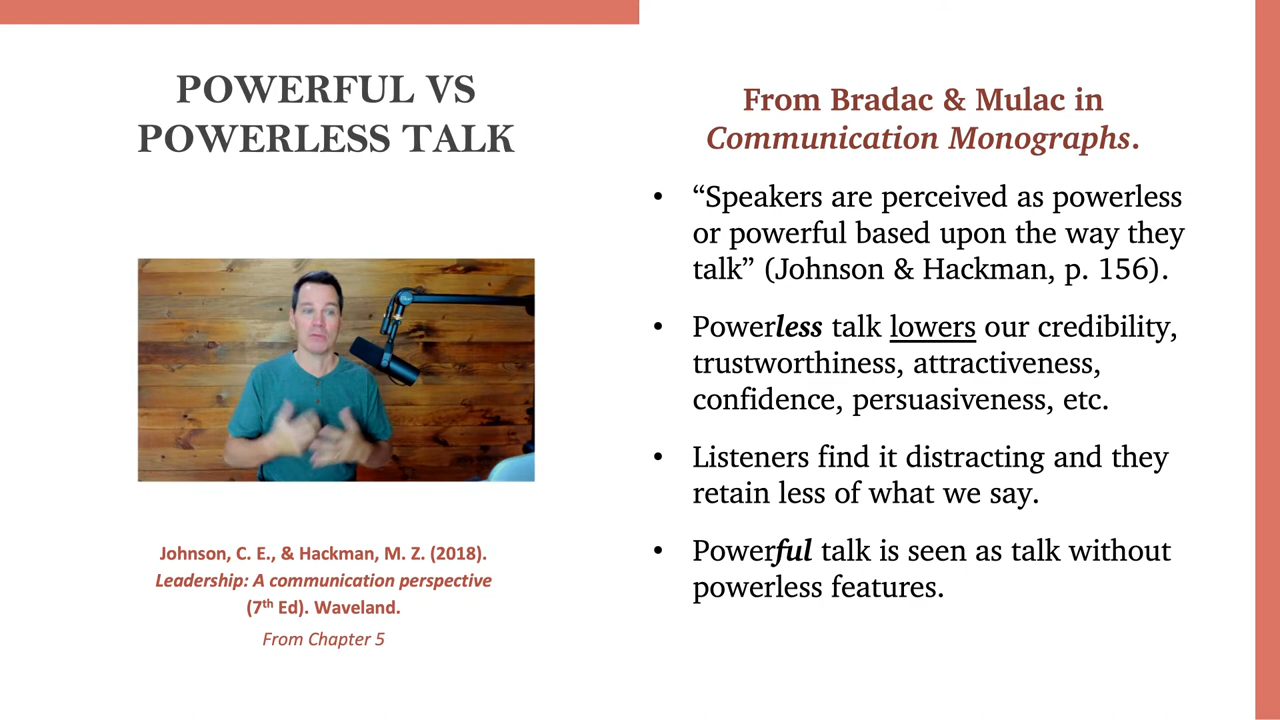 POWERFUL VS
POWERLESS TALK
From Bradac & Mulac in
Communication Monographs.
• “Speakers are perceived as powerless
or powerful based upon the way they
talk” (Johnson & Hackman, p. 156).
• Powerless talk lowers our credibility,
trustworthiness, attractiveness,
confidence, persuasiveness, etc.
• Listeners find it distracting and they
retain less of what we say.
• Powerful talk is seen as talk without
powerless features.
Johnson, C. E., & Hackman, M. Z. (2018).
Leadership: A communication perspective
(7th Ed). Waveland.
From Chapter 5